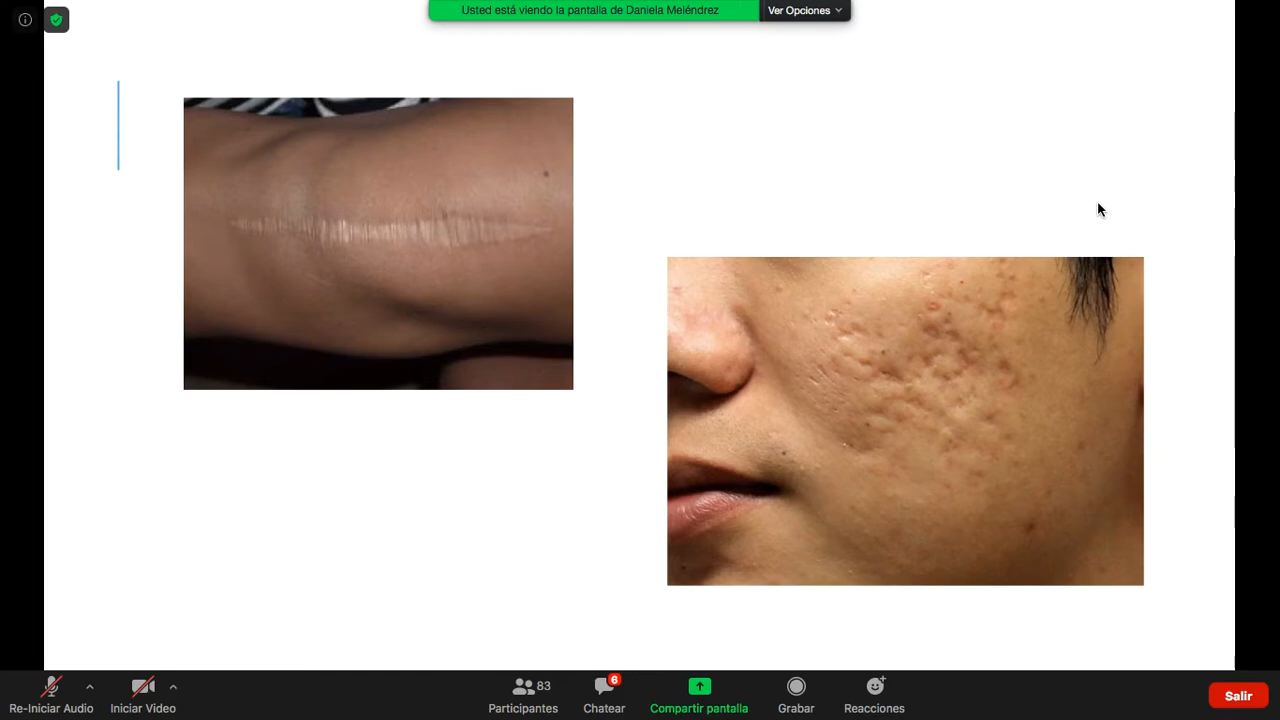 Usted está viendo la pantalla de Daniela Meléndrez
Ver Opciones
Re-Iniciar Audio
Iniciar Video
83
Participantes
6
Chatear
Compartir pantalla
Grabar
Reacciones
Salir